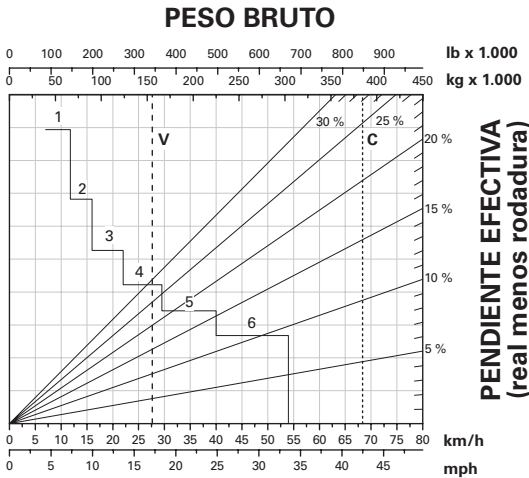 PESO BRUTO
0 100 200 300 400 500 600 700 800 900 lb x 1.000
0 50 100 150 200 250 300 350 400 450 kg x 1.000
1
2
3
4
5
6
V
C
30 %
25 %
20 %
15 %
10 %
5 %
PENDIENTE EFECTIVA
(real menos rodadura)
0 5 10 15 20 25 30 35 40 45 50 55 60 65 70 75 80 km/h
0 5 10 15 20 25 30 35 40 45 mph